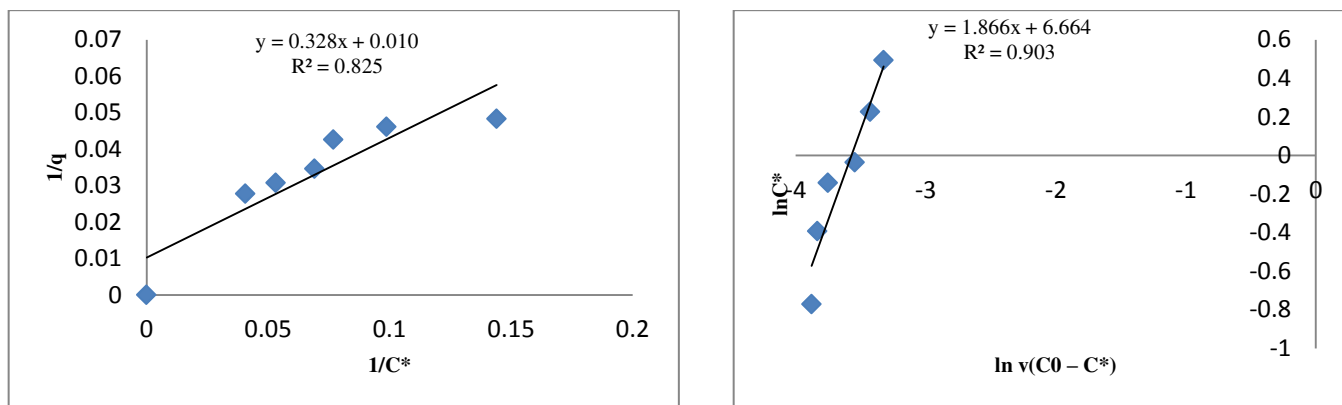 y = 0.328x + 0.010
R² = 0.825
0.07
0.06
0.05
0.04
0.03
0.02
0.01
0
1/q
0 0.05 0.1 0.15 0.2
1/C*
y = 1.866x + 6.664
R² = 0.903
0.6
0.4
0.2
0
-0.2
-0.4
-0.6
-0.8
-1
lnC*
-4 -3 -2 -1 0
ln v(C0 – C*)